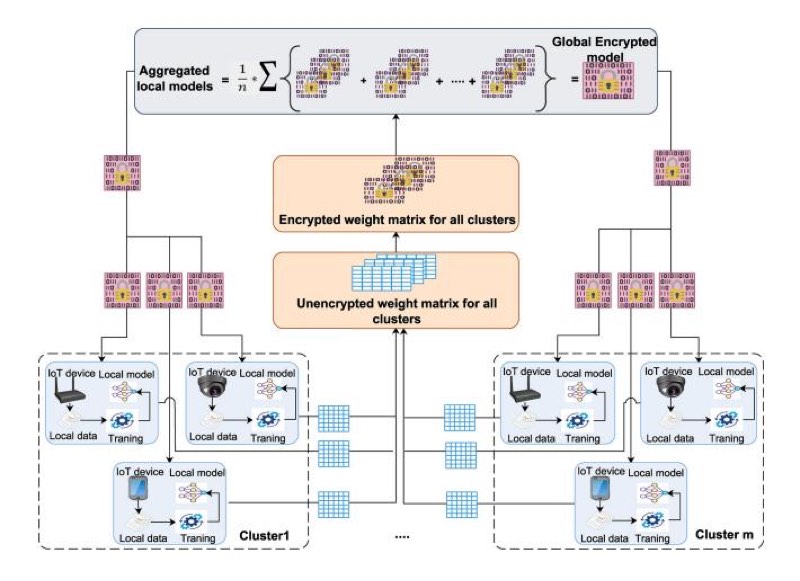 Aggregated
local models
= 1/n * ∑ {
+
+ .... +
} =
Global Encrypted
model
Encrypted weight matrix for all clusters
Unencrypted weight matrix for all
clusters
IoT device Local model
Local data Traning
IoT device Local model
Local data Traning
IoT device Local model
Local data Traning
Cluster1
....
IoT device Local model
Local data Traning
IoT device Local model
Local data Traning
IoT device Local model
Local data Traning
Cluster m